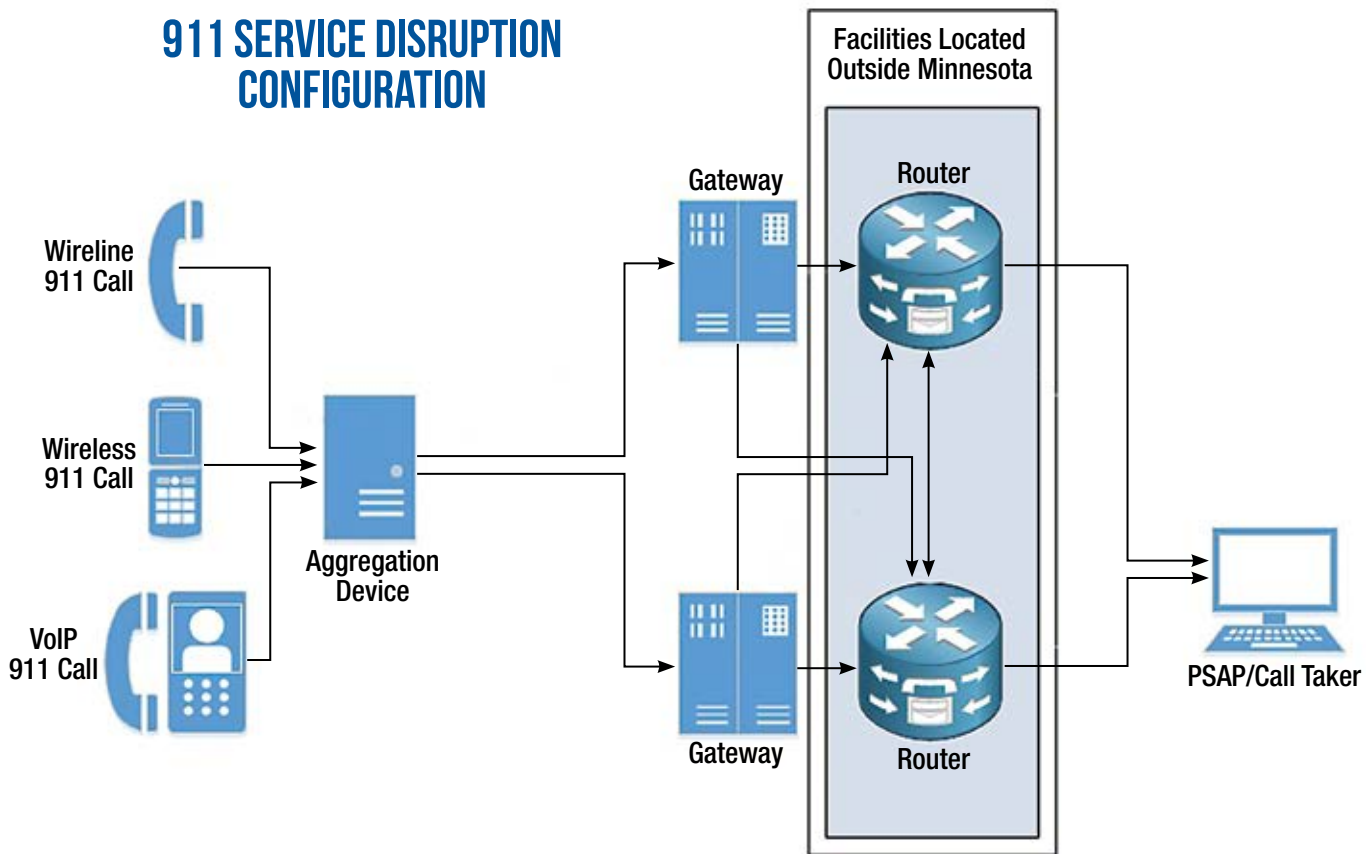 911 SERVICE DISRUPTION
CONFIGURATION
Facilities Located
Outside Minnesota
Gateway
Router
Wireline
911 Call
Wireless
911 Call
Aggregation
Device
VoIP
911 Call
PSAP/Call Taker
Gateway
Router